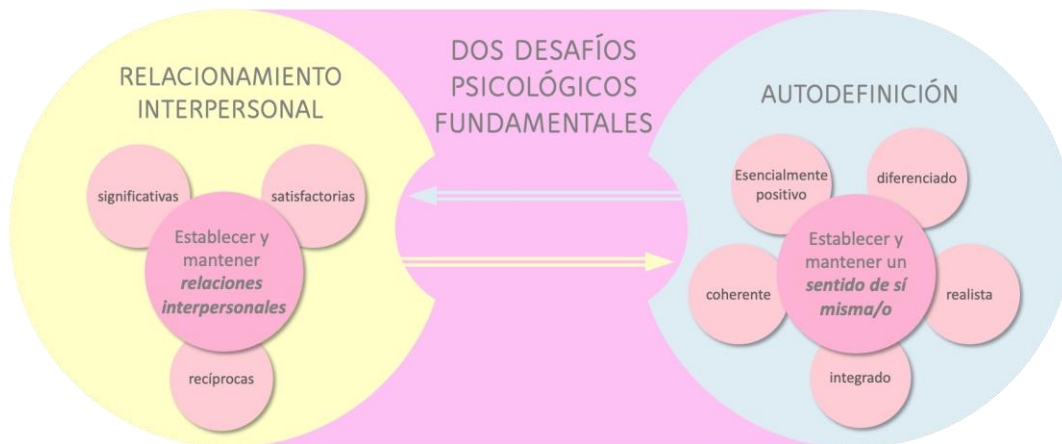 DOS DESAFÍOS
PSICOLÓGICOS
FUNDAMENTALES
RELACIONAMIENTO
INTERPERSONAL
significativas
satisfactorias
Establecer y
mantener
relaciones
interpersonales
recíprocas
AUTODEFINICIÓN
Esencialmente
positivo
diferenciado
Establecer y
mantener un
sentido de sí
misma/o
coherente
realista
integrado